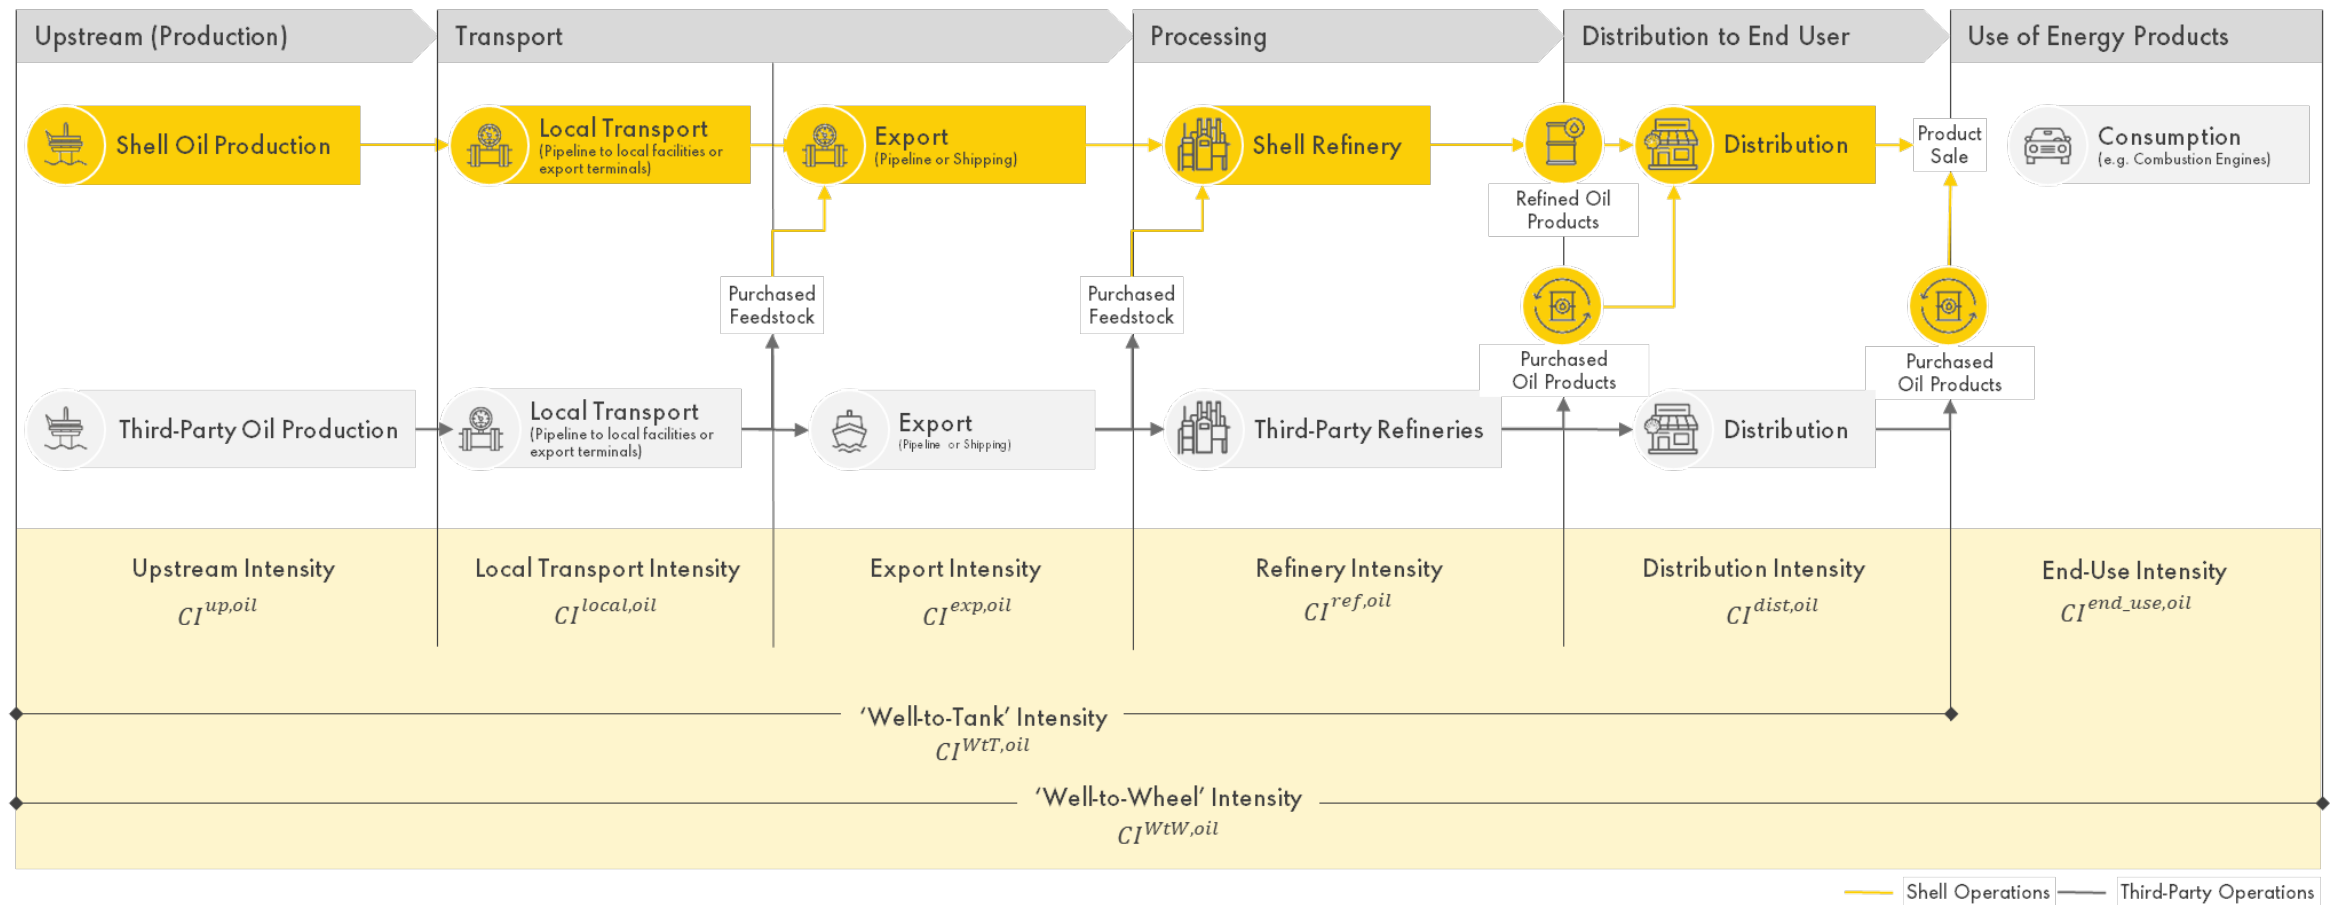 Upstream (Production)
Transport
Processing
Distribution to End User
Use of Energy Products
Shell Oil Production
Local Transport
(Pipeline to local facilities or
export terminals)
Export
(Pipeline or Shipping)
Shell Refinery
Refined Oil
Products
Distribution
Product
Sale
Consumption
(e.g. Combustion Engines)
Purchased
Feedstock
Purchased
Feedstock
Purchased
Oil Products
Purchased
Oil Products
Third-Party Oil Production
Local Transport
(Pipeline to local facilities or
export terminals)
Export
(Pipeline or Shipping)
Third-Party Refineries
Distribution
Upstream Intensity
CI^up,oil
Local Transport Intensity
CI^local,oil
Export Intensity
CI^exp,oil
Refinery Intensity
CI^ref,oil
Distribution Intensity
CI^dist,oil
End-Use Intensity
CI^end_use,oil
‘Well-to-Tank’ Intensity
CI^WtT,oil
‘Well-to-Wheel’ Intensity
CI^WtW,oil
Shell Operations
Third-Party Operations